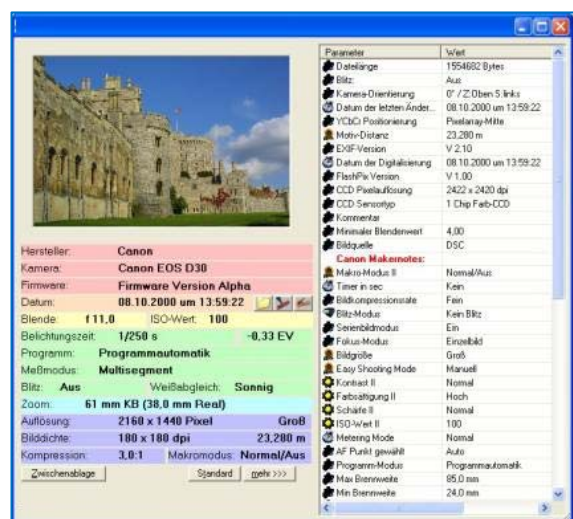 Hersteller: Canon
Kamera: Canon EOS D30
Firmware: Firmware Version Alpha
Datum: 08.10.2000 um 13:59:22
Blende: f 11,0 ISO-Wert: 100
Belichtungszeit: 1/250 s -0,33 EV
Programm: Programmautomatik
Meßmodus: Multisegment
Blitz: Aus Weißabgleich: Sonnig
Zoom: 61 mm KB (38,0 mm Real)
Auflösung: 2160 x 1440 Pixel Groß
Bilddichte: 180 x 180 dpi 23,280 m
Kompression: 3,0:1 Makromodus: Normal/Aus
Zwischenablage Standard mehr >>>
Parameter Wert
Dateilänge 1554682 Bytes
Blitz: Aus
Kamera-Orientierung 0° / Z:Oben S:links
Datum der letzten Änder... 08.10.2000 um 13:59:22
YCbCr Positionierung Pixelarray-Mitte
Motiv-Distanz 23,280 m
EXIF-Version V 2.10
Datum der Digitalisierung 08.10.2000 um 13:59:22
FlashPix Version V 1.00
CCD Pixelauflösung 2422 x 2420 dpi
CCD Sensortyp 1 Chip Farb-CCD
Kommentar
Minimaler Blendenwert 4,00
Bildquelle DSC
Canon Makernotes:
Makro-Modus II Normal/Aus
Timer in sec Kein
Bildkompressionsrate Fein
Blitz-Modus Kein Blitz
Serienbildmodus Ein
Fokus-Modus Einzelbild
Bildgröße Groß
Easy Shooting Mode Manuell
Kontrast II Normal
Farbsättigung II Hoch
Schärfe II Normal
ISO-Wert II 100
Metering Mode Normal
AF Punkt gewählt Auto
Programm-Modus Programmautomatik
Max Brennweite 85,0 mm
Min Brennweite 24,0 mm